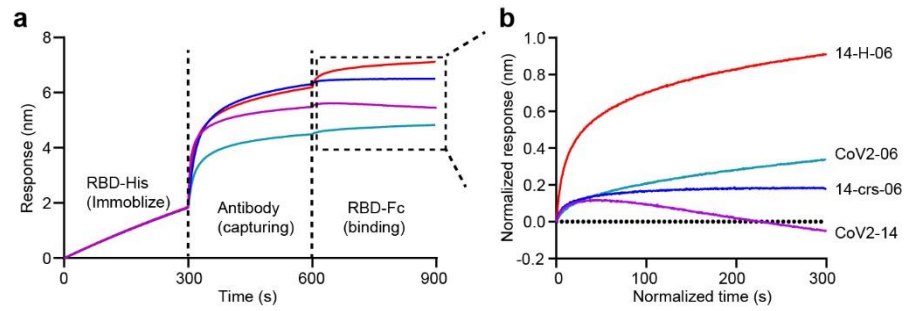 a
8
6
4
2
0
Response (nm)
RBD-His
(Immoblize)
Antibody
(capturing)
RBD-Fc
(binding)
0
300
600
900
Time (s)
b
1.0
0.8
0.6
0.4
0.2
0.0
-0.2
Normalized response (nm)
14-H-06
CoV2-06
14-crs-06
CoV2-14
0
100
200
300
Normalized time (s)